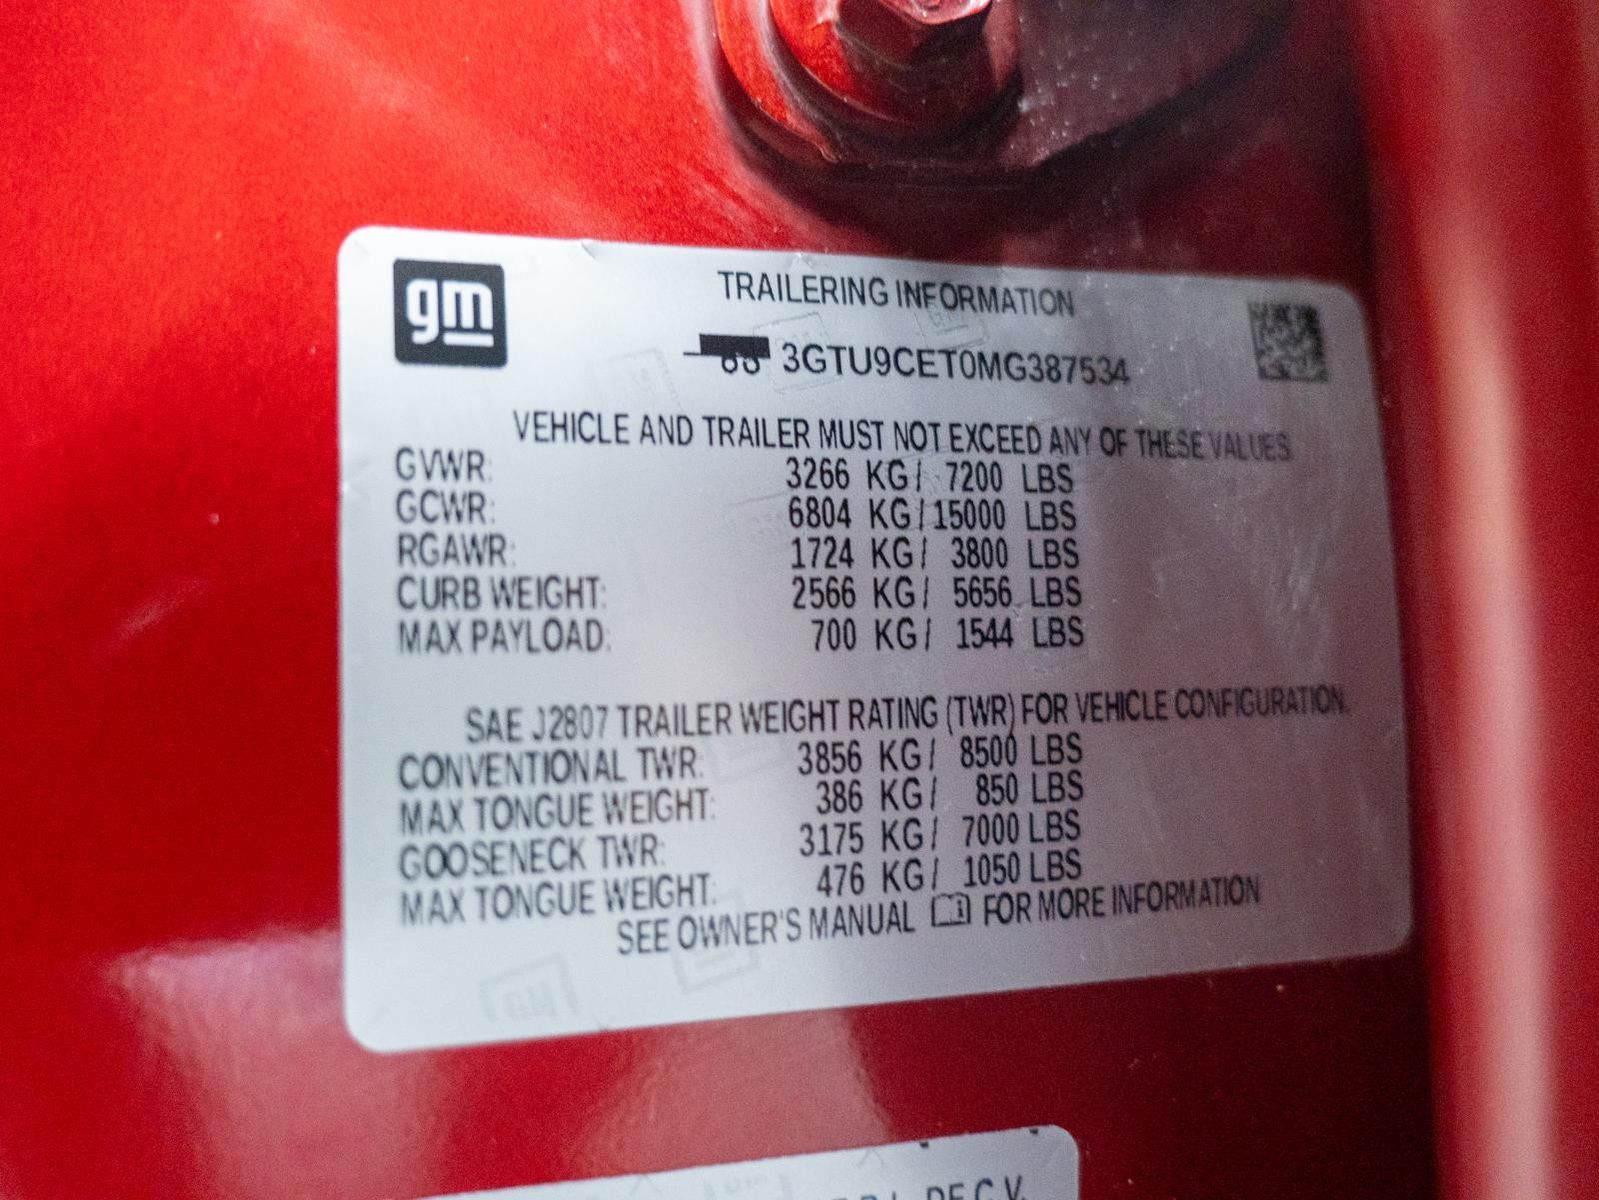 gm
TRAILERING INFORMATION
3GTU9CET0MG387534
VEHICLE AND TRAILER MUST NOT EXCEED ANY OF THESE VALUES.
GVWR: 3266 KG/ 7200 LBS
GCWR: 6804 KG/15000 LBS
RGAWR: 1724 KG/ 3800 LBS
CURB WEIGHT: 2566 KG/ 5656 LBS
MAX PAYLOAD: 700 KG/ 1544 LBS
SAE J2807 TRAILER WEIGHT RATING (TWR) FOR VEHICLE CONFIGURATION.
CONVENTIONAL TWR: 3856 KG/ 8500 LBS
MAX TONGUE WEIGHT: 386 KG/ 850 LBS
GOOSENECK TWR: 3175 KG/ 7000 LBS
MAX TONGUE WEIGHT: 476 KG/ 1050 LBS
SEE OWNER'S MANUAL FOR MORE INFORMATION
GM
DE C.V.